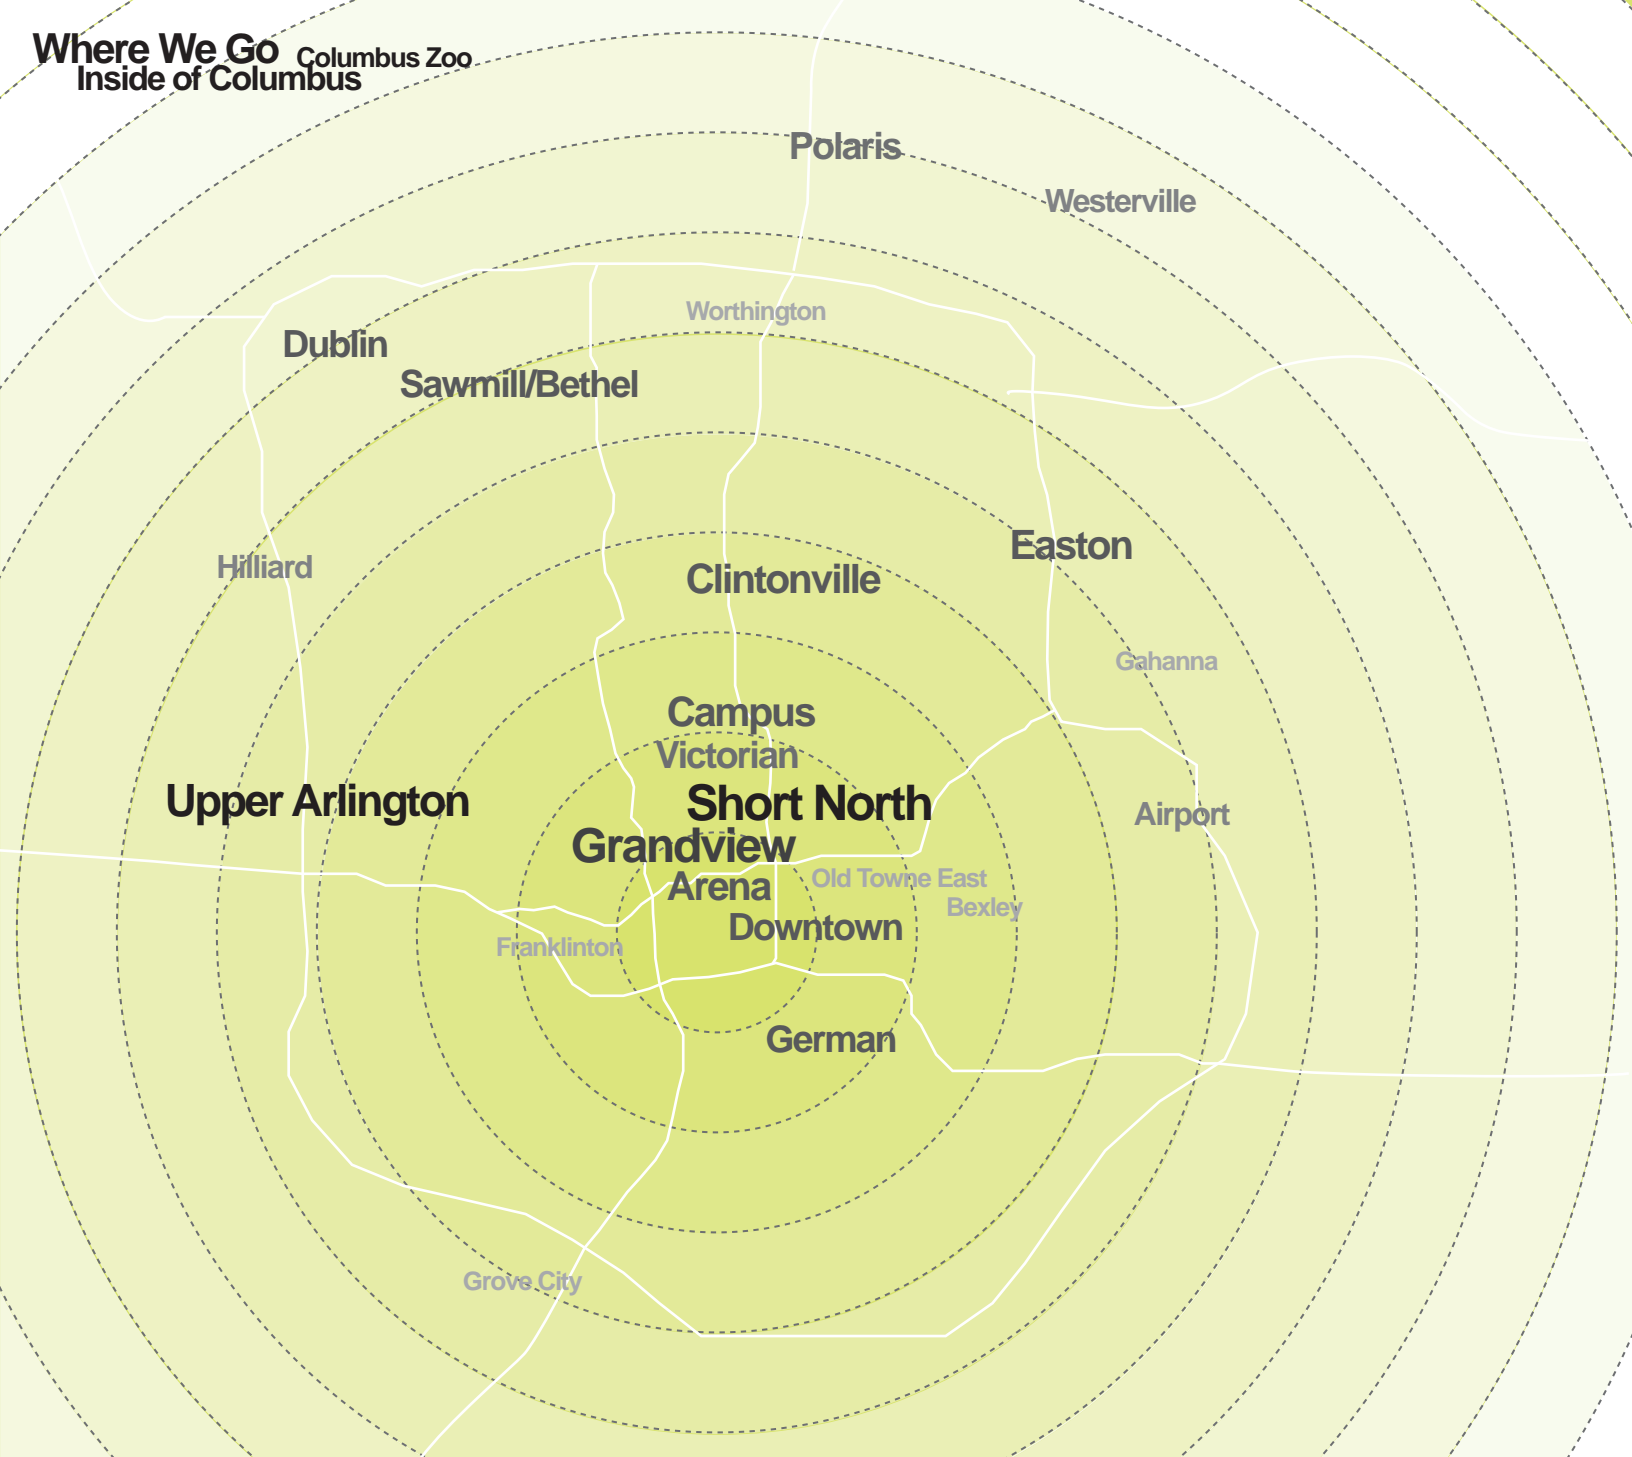 Where We Go
Inside of Columbus
Columbus Zoo
Polaris
Westerville
Worthington
Dublin
Sawmill/Bethel
Easton
Hilliard
Clintonville
Gahanna
Campus
Victorian
Upper Arlington
Short North
Airport
Grandview
Arena
Old Towne East
Bexley
Downtown
Franklinton
German
Grove City